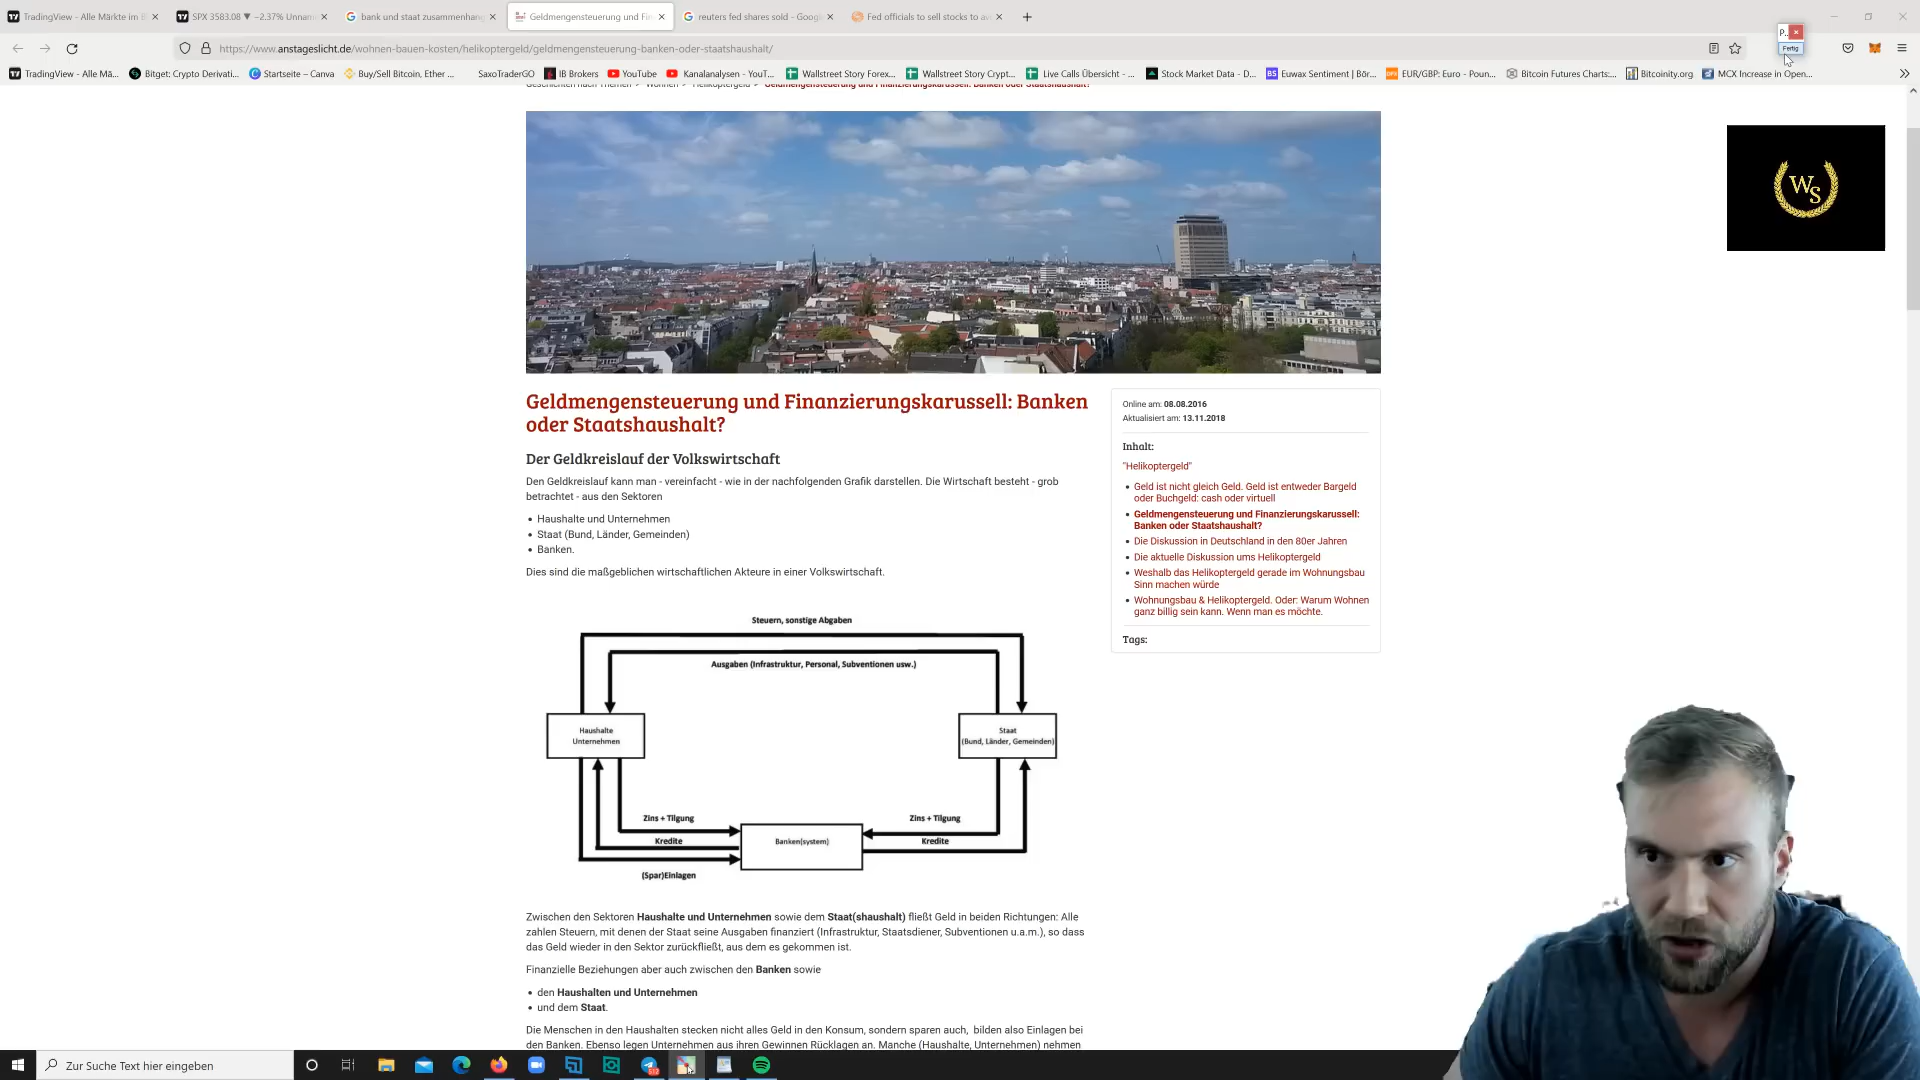 TradingView - Alle Märkte im B
SPX 3583.08 ▼ −2.37% Unnam
bank und staat zusammenhan
Geldmengensteuerung und Fin
reuters fed shares sold - Googl
Fed officials to sell stocks to av
https://www.anstageslicht.de/wohnen-bauen-kosten/helikoptergeld/geldmengensteuerung-banken-oder-staatshaushalt/
P...
Fertig
TradingView - Alle Mä...
Bitget: Crypto Derivati...
Startseite – Canva
Buy/Sell Bitcoin, Ether ...
SaxoTraderGO
IB Brokers
YouTube
Kanalanalysen - YouT...
Wallstreet Story Forex...
Wallstreet Story Crypt...
Live Calls Übersicht - ...
Stock Market Data - D...
Euwax Sentiment | Bör...
EUR/GBP: Euro - Poun...
Bitcoin Futures Charts:...
Bitcoinity.org
MCX Increase in Open...
Geschichten nach Themen > Wohnen > Helikoptergeld > Geldmengensteuerung und Finanzierungskarussell: Banken oder Staatshaushalt?
WS
Geldmengensteuerung und Finanzierungskarussell: Banken
oder Staatshaushalt?
Der Geldkreislauf der Volkswirtschaft
Den Geldkreislauf kann man - vereinfacht - wie in der nachfolgenden Grafik darstellen. Die Wirtschaft besteht - grob
betrachtet - aus den Sektoren
• Haushalte und Unternehmen
• Staat (Bund, Länder, Gemeinden)
• Banken.
Dies sind die maßgeblichen wirtschaftlichen Akteure in einer Volkswirtschaft.
Online am: 08.08.2016
Aktualisiert am: 13.11.2018
Inhalt:
"Helikoptergeld"
• Geld ist nicht gleich Geld. Geld ist entweder Bargeld
oder Buchgeld: cash oder virtuell
• Geldmengensteuerung und Finanzierungskarussell:
Banken oder Staatshaushalt?
• Die Diskussion in Deutschland in den 80er Jahren
• Die aktuelle Diskussion ums Helikoptergeld
• Weshalb das Helikoptergeld gerade im Wohnungsbau
Sinn machen würde
• Wohnungsbau & Helikoptergeld. Oder: Warum Wohnen
ganz billig sein kann. Wenn man es möchte.
Tags:
Steuern, sonstige Abgaben
Ausgaben (Infrastruktur, Personal, Subventionen usw.)
Haushalte
Unternehmen
Staat
(Bund, Länder, Gemeinden)
Zins + Tilgung
Zins + Tilgung
Kredite
Banken(system)
Kredite
(Spar)Einlagen
Zwischen den Sektoren Haushalte und Unternehmen sowie dem Staat(shaushalt) fließt Geld in beiden Richtungen: Alle
zahlen Steuern, mit denen der Staat seine Ausgaben finanziert (Infrastruktur, Staatsdiener, Subventionen u.a.m.), so dass
das Geld wieder in den Sektor zurückfließt, aus dem es gekommen ist.
Finanzielle Beziehungen aber auch zwischen den Banken sowie
• den Haushalten und Unternehmen
• und dem Staat.
Die Menschen in den Haushalten stecken nicht alles Geld in den Konsum, sondern sparen auch, bilden also Einlagen bei
den Banken. Ebenso legen Unternehmen aus ihren Gewinnen Rücklagen an. Manche (Haushalte, Unternehmen) nehmen
Zur Suche Text hier eingeben